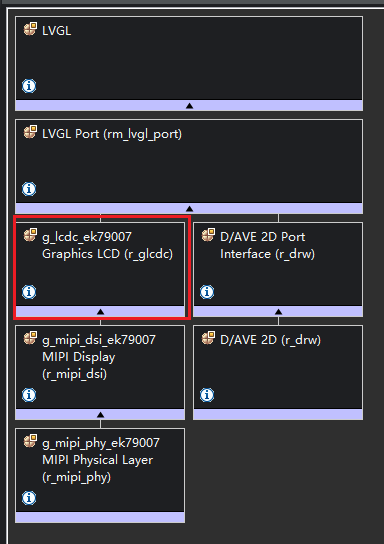 LVGL
LVGL Port (rm_lvgl_port)
g_lcdc_ek79007
Graphics LCD (r_glcdc)
D/AVE 2D Port
Interface (r_drw)
g_mipi_dsi_ek79007
MIPI Display
(r_mipi_dsi)
D/AVE 2D (r_drw)
g_mipi_phy_ek79007
MIPI Physical Layer
(r_mipi_phy)